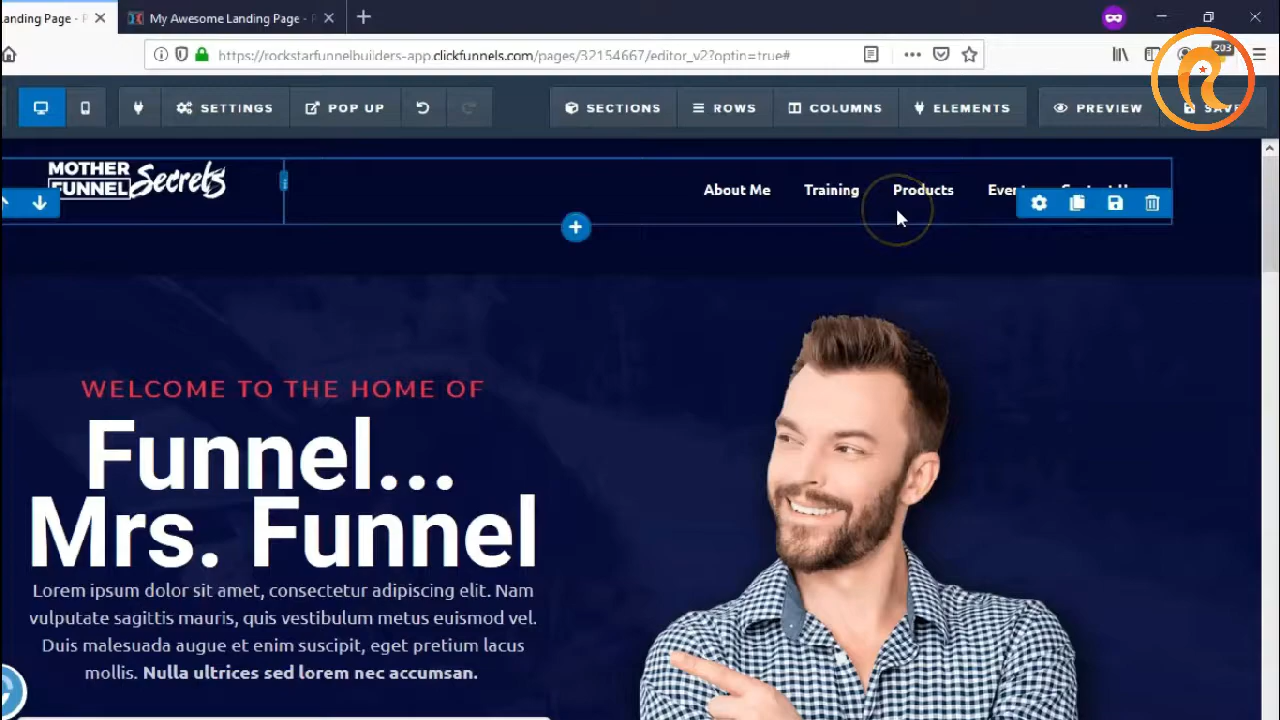 Landing Page -
My Awesome Landing Page -
203
https://rockstarfunnelbuilders-app.clickfunnels.com/pages/32154667/editor_v2?optin=true#
SETTINGS POP UP SECTIONS ROWS COLUMNS ELEMENTS PREVIEW SAVE
MOTHER
FUNNEL Secrets
About Me Training Products
WELCOME TO THE HOME OF
Funnel...
Mrs. Funnel
Lorem ipsum dolor sit amet, consectetur adipiscing elit. Nam
vulputate sagittis mauris, quis vestibulum metus euismod vel.
Duis malesuada augue et enim suscipit, eget pretium lacus
mollis. Nulla ultrices sed lorem nec accumsan.